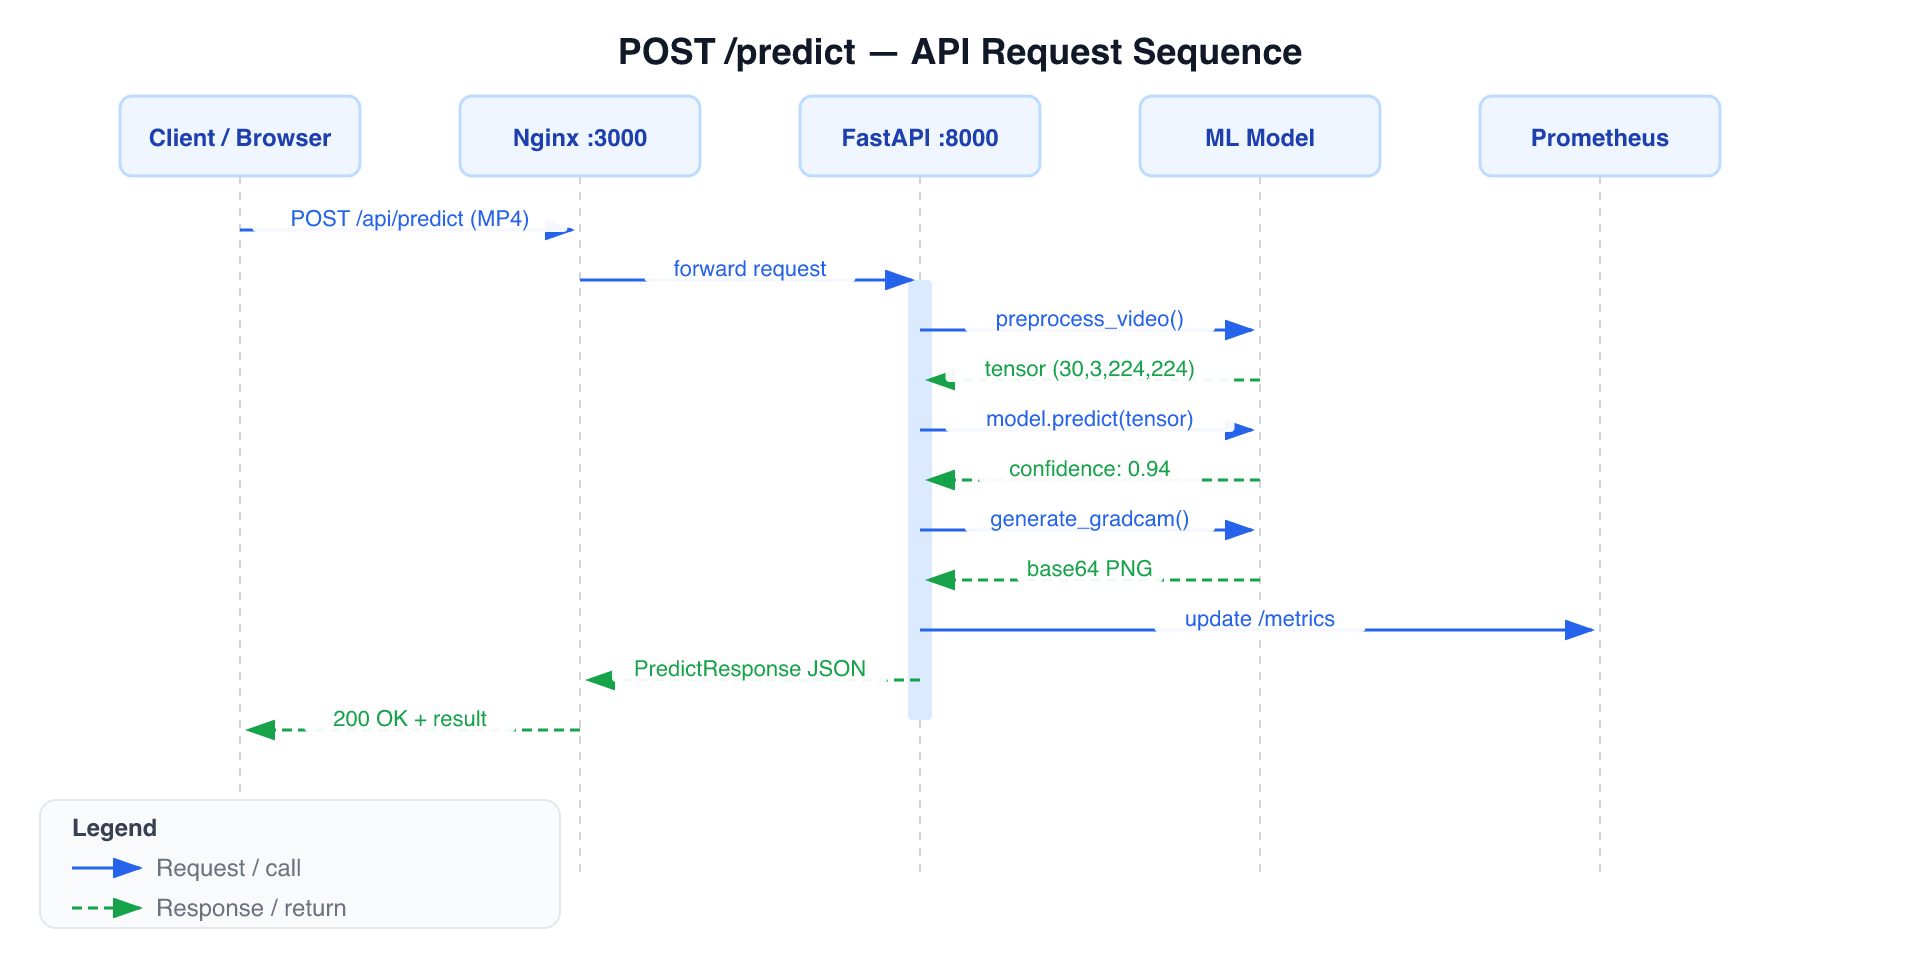 POST /predict — API Request Sequence
Client / Browser
Nginx :3000
FastAPI :8000
ML Model
Prometheus
POST /api/predict (MP4)
forward request
preprocess_video()
tensor (30,3,224,224)
model.predict(tensor)
confidence: 0.94
generate_gradcam()
base64 PNG
update /metrics
PredictResponse JSON
200 OK + result
Legend
Request / call
Response / return